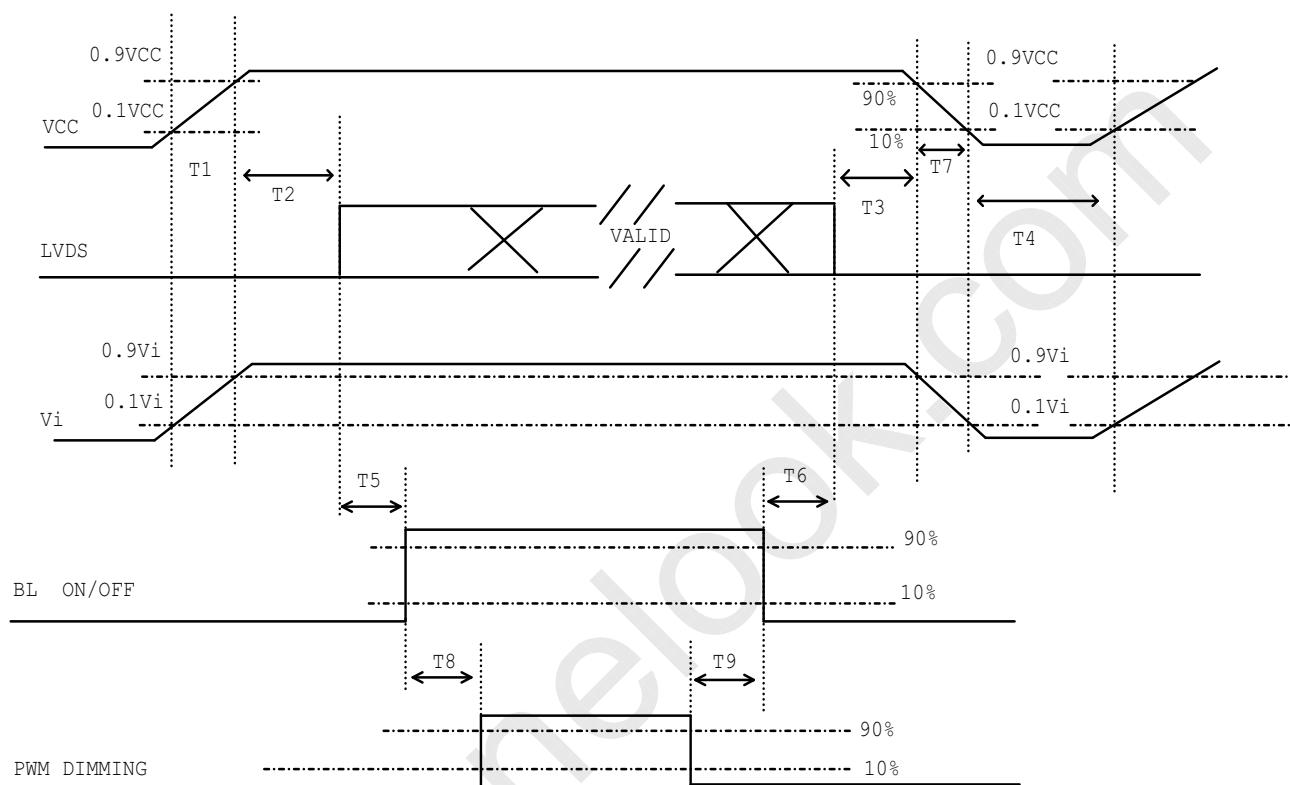 0.9VCC
0.9VCC
90%
0.1VCC
0.1VCC
VCC
10%
T1
T7
T2
T3
VALID
T4
LVDS
0.9Vi
0.9Vi
0.1Vi
0.1Vi
Vi
T5
T6
90%
BL ON/OFF
10%
T8
T9
90%
PWM DIMMING
10%
nelook.com